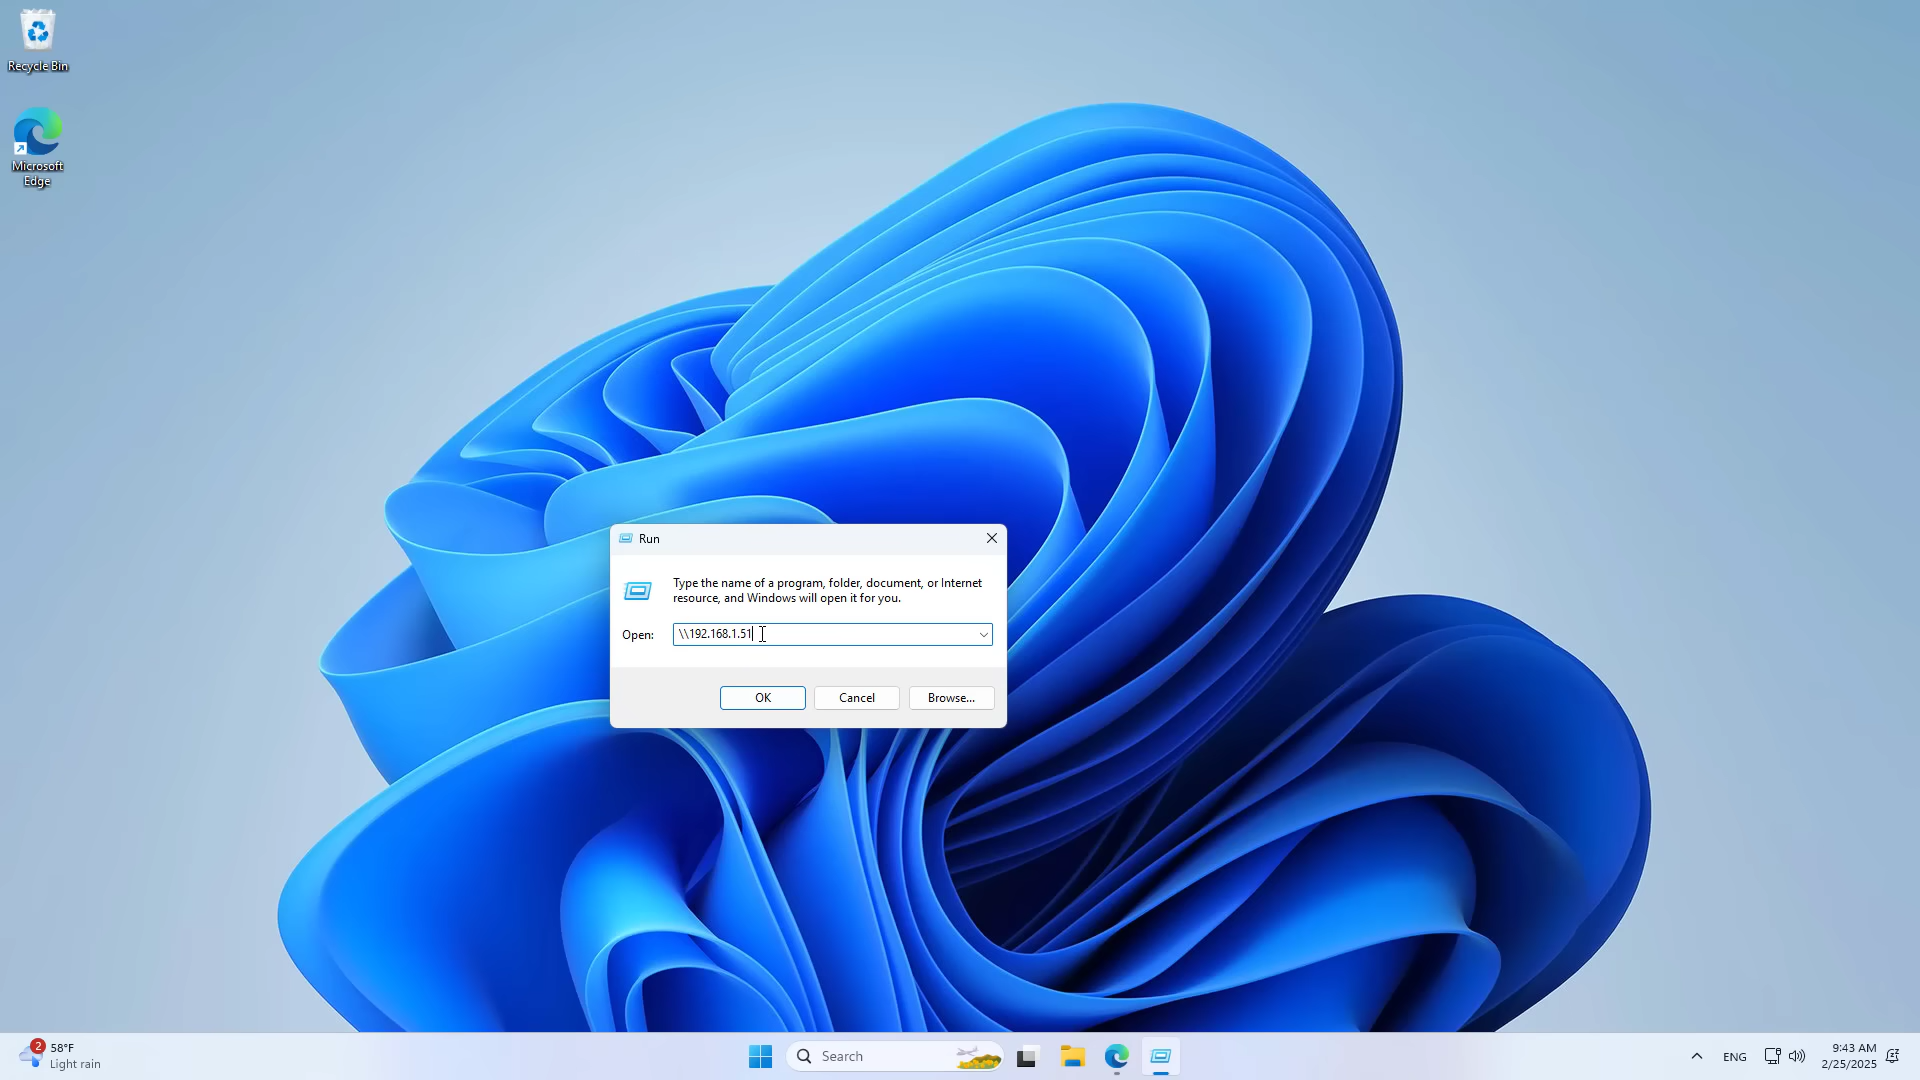 Recycle Bin
Microsoft
Edge
Run
Type the name of a program, folder, document, or Internet
resource, and Windows will open it for you.
Open:
\\192.168.1.51
OK
Cancel
Browse...
2
58°F
Light rain
Search
ENG
9:43 AM
2/25/2025